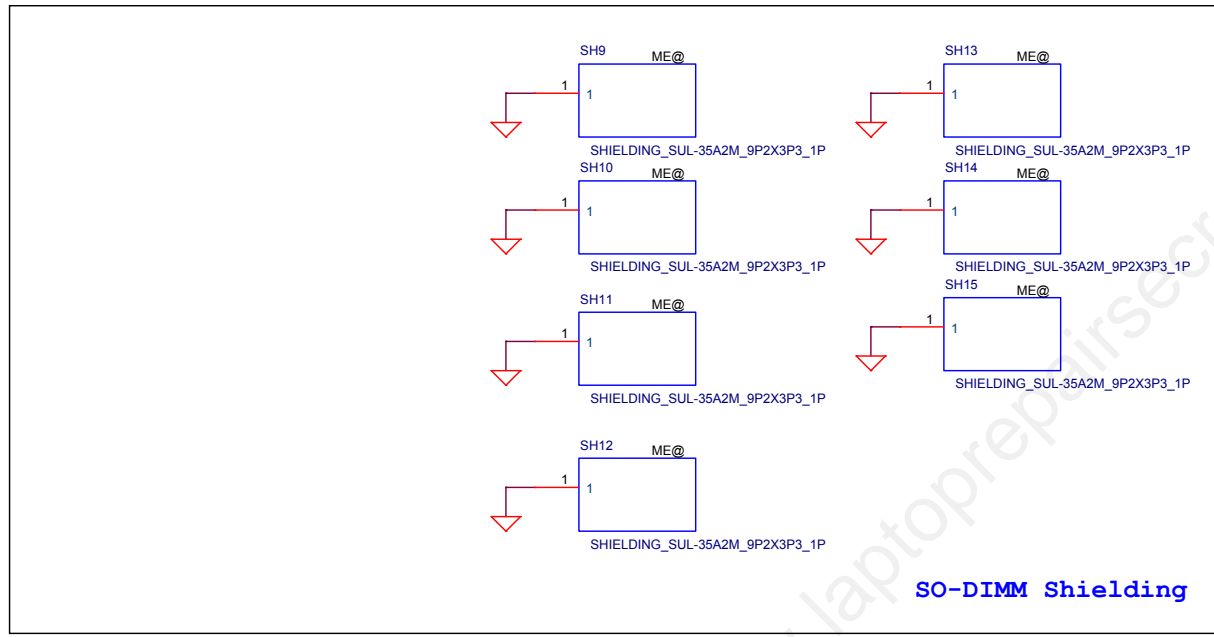 SH9
ME@
1
1
SHIELDING_SUL-35A2M_9P2X3P3_1P
SH10
ME@
1
1
SHIELDING_SUL-35A2M_9P2X3P3_1P
SH11
ME@
1
1
SHIELDING_SUL-35A2M_9P2X3P3_1P
SH12
ME@
1
1
SHIELDING_SUL-35A2M_9P2X3P3_1P
SH13
ME@
1
1
SHIELDING_SUL-35A2M_9P2X3P3_1P
SH14
ME@
1
1
SHIELDING_SUL-35A2M_9P2X3P3_1P
SH15
ME@
1
1
SHIELDING_SUL-35A2M_9P2X3P3_1P
SO-DIMM Shielding
laptoprepairsecr